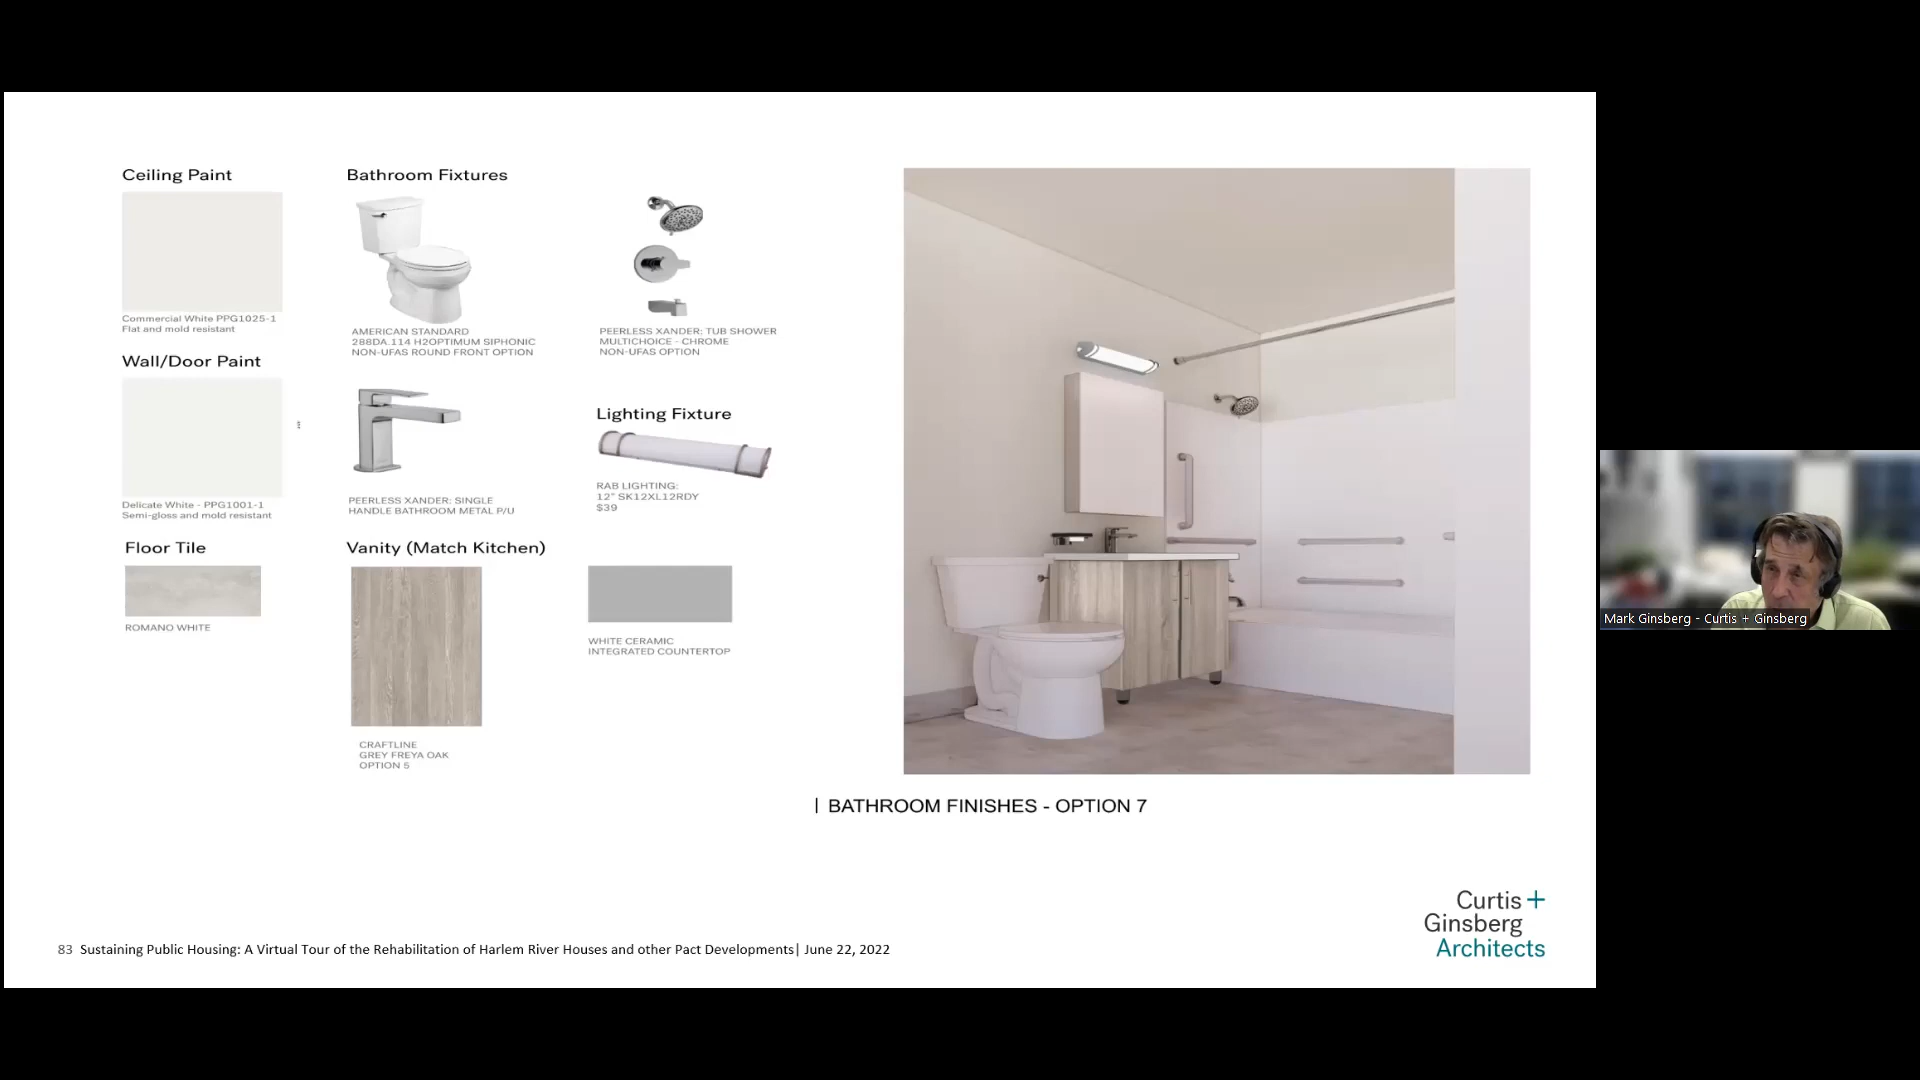 Ceiling Paint
Commercial White PPG1025-1
Flat and mold resistant
Wall/Door Paint
Delicate White - PPG1001-1
Semi-gloss and mold resistant
Floor Tile
ROMANO WHITE
Bathroom Fixtures
AMERICAN STANDARD
288DA.114 H2OPTIMUM SIPHONIC
NON-UFAS ROUND FRONT OPTION
PEERLESS XANDER: TUB SHOWER
MULTICHOICE - CHROME
NON-UFAS OPTION
PEERLESS XANDER: SINGLE
HANDLE BATHROOM METAL P/U
Lighting Fixture
RAB LIGHTING:
12" SK12XL12RDY
$39
Vanity (Match Kitchen)
CRAFTLINE
GREY FREYA OAK
OPTION 5
WHITE CERAMIC
INTEGRATED COUNTERTOP
| BATHROOM FINISHES - OPTION 7
Curtis +
Ginsberg
Architects
83 Sustaining Public Housing: A Virtual Tour of the Rehabilitation of Harlem River Houses and other Pact Developments| June 22, 2022
Mark Ginsberg - Curtis + Ginsberg